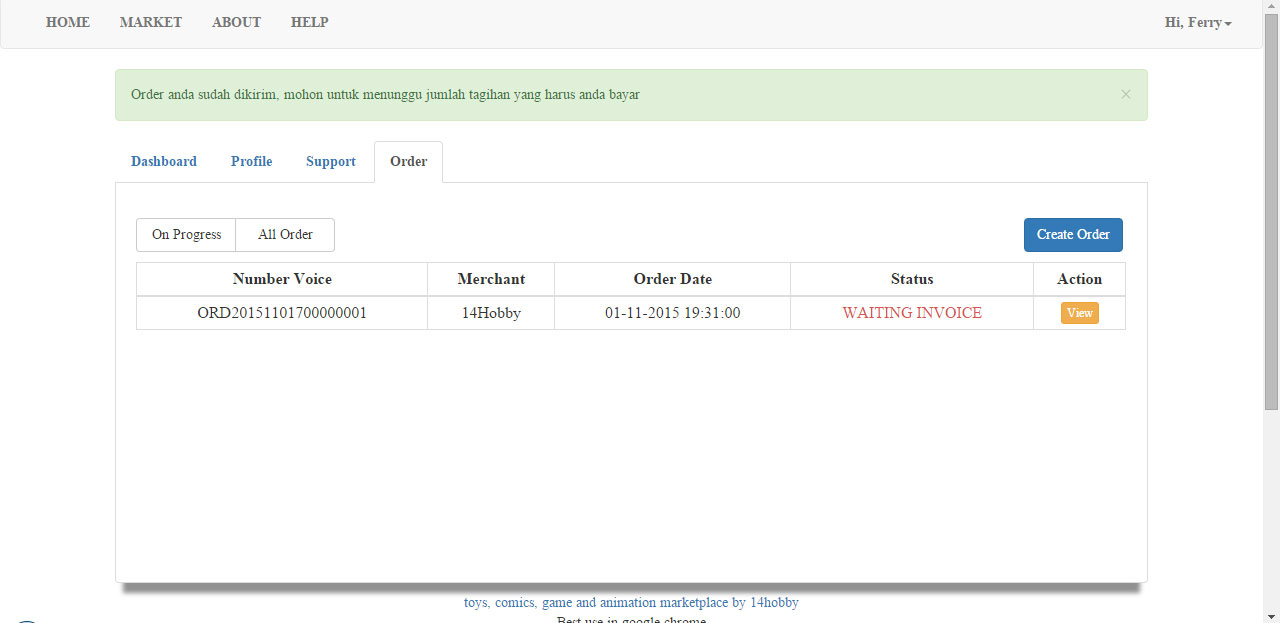 HOME MARKET ABOUT HELP Hi, Ferry
Order anda sudah dikirim, mohon untuk menunggu jumlah tagihan yang harus anda bayar ×
Dashboard Profile Support Order
On Progress All Order Create Order
Number Voice Merchant Order Date Status Action
ORD20151101700000001 14Hobby 01-11-2015 19:31:00 WAITING INVOICE View
toys, comics, game and animation marketplace by 14hobby
Best use in google chrome